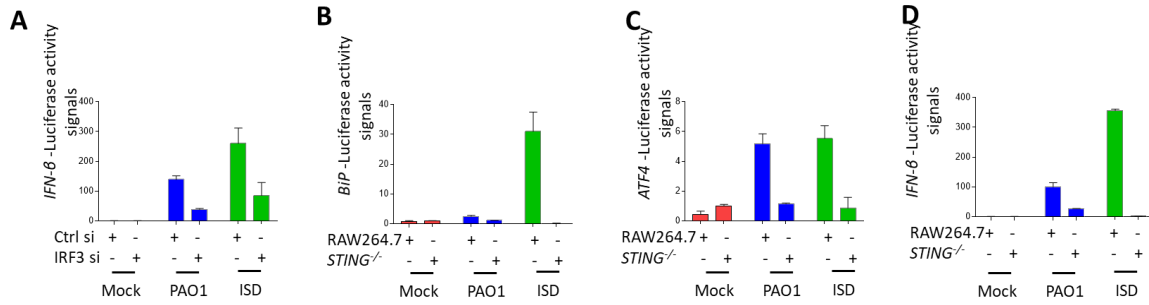 A
IFN-β -Luciferase activity
signals
400
300
200
100
0
Ctrl si + - + - + -
IRF3 si - + - + - +
Mock PAO1 ISD
B
BiP -Luciferase activity
signals
40
30
20
10
0
RAW264.7 + - + - + -
STING-/- - + - + - +
Mock PAO1 ISD
C
ATF4 -Luciferase activity
signals
8
6
4
2
0
RAW264.7 + - + - + -
STING-/- - + - + - +
Mock PAO1 ISD
D
IFN-β -Luciferase activity
signals
400
300
200
100
0
RAW264.7 + - + - + -
STING-/- - + - + - +
Mock PAO1 ISD